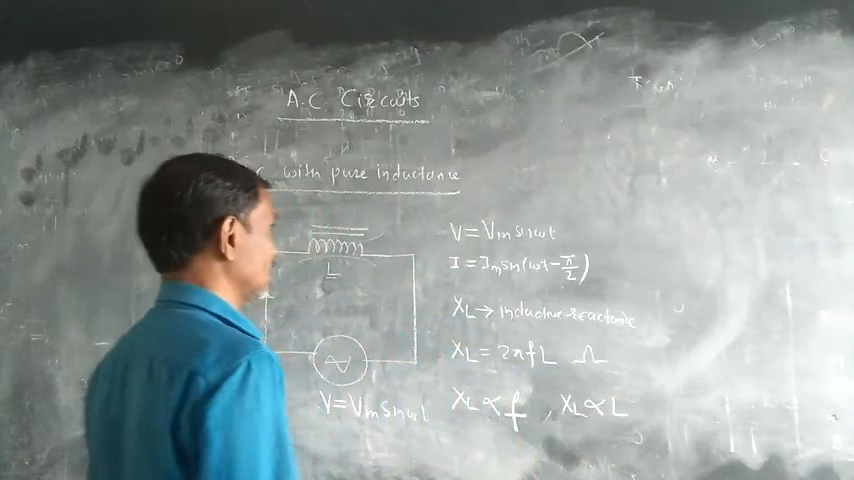 A.C. Circuits
C with pure inductance
L
V=Vm sinωt
I=Im sin(ωt-π/2)
XL→inductive reactance
XL=2πfL Ω
V=Vm sinωt
XL∝f, XL∝L